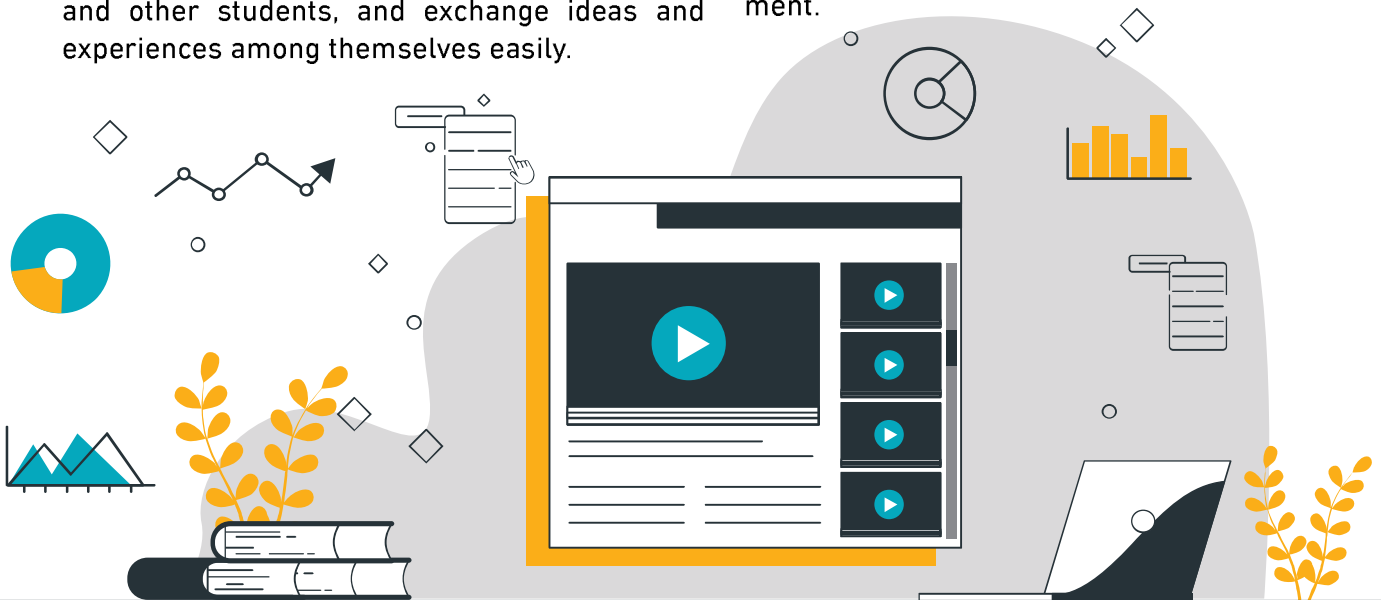 and other students, and exchange ideas and
experiences among themselves easily.
ment.